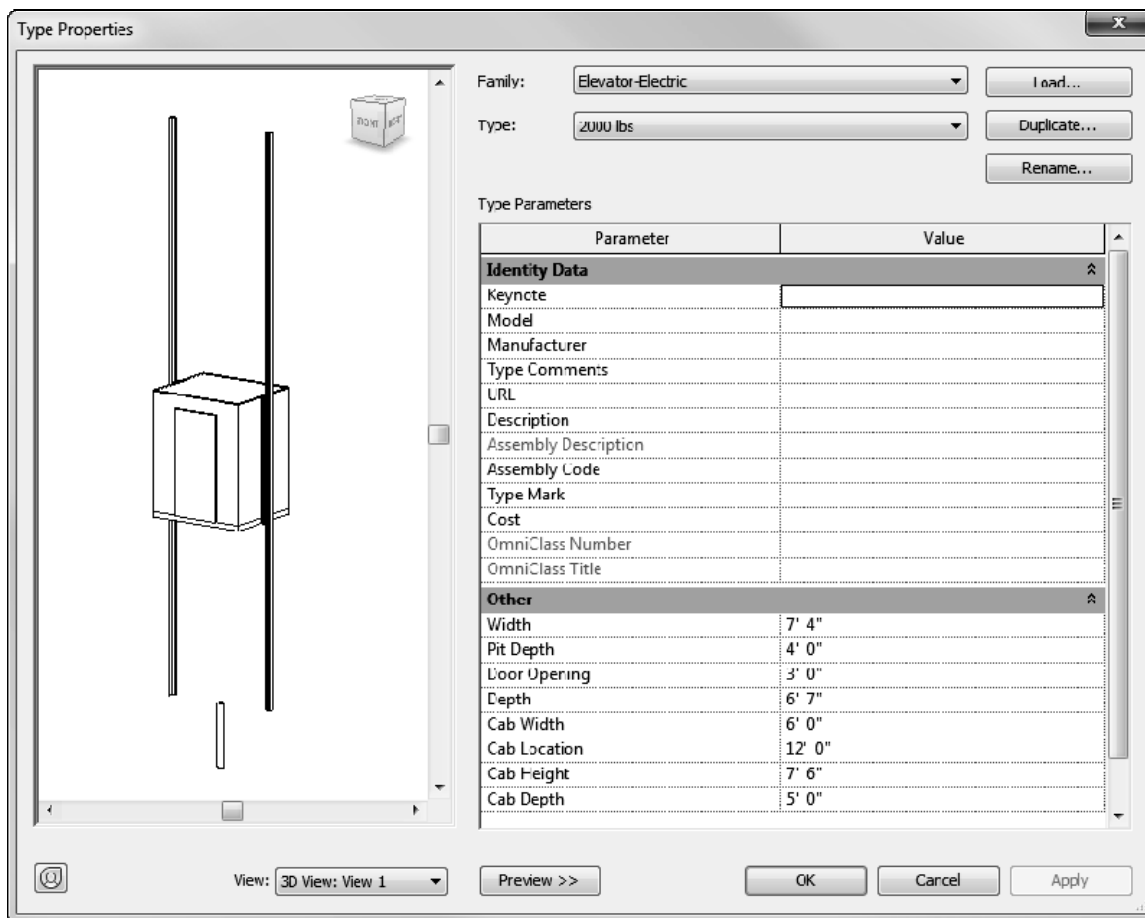 Type Properties
x
FRONT
Family: Elevator-Electric Load...
Type: 2000 lbs Duplicate...
Rename...
Type Parameters
Parameter Value
Identity Data
Keynote
Model
Manufacturer
Type Comments
URL
Description
Assembly Description
Assembly Code
Type Mark
Cost
OmniClass Number
OmniClass Title
Other
Width 7' 4"
Pit Depth 4' 0"
Door Opening 3' 0"
Depth 6' 7"
Cab Width 6' 0"
Cab Location 12' 0"
Cab Height 7' 6"
Cab Depth 5' 0"
View: 3D View: View 1 Preview >> OK Cancel Apply